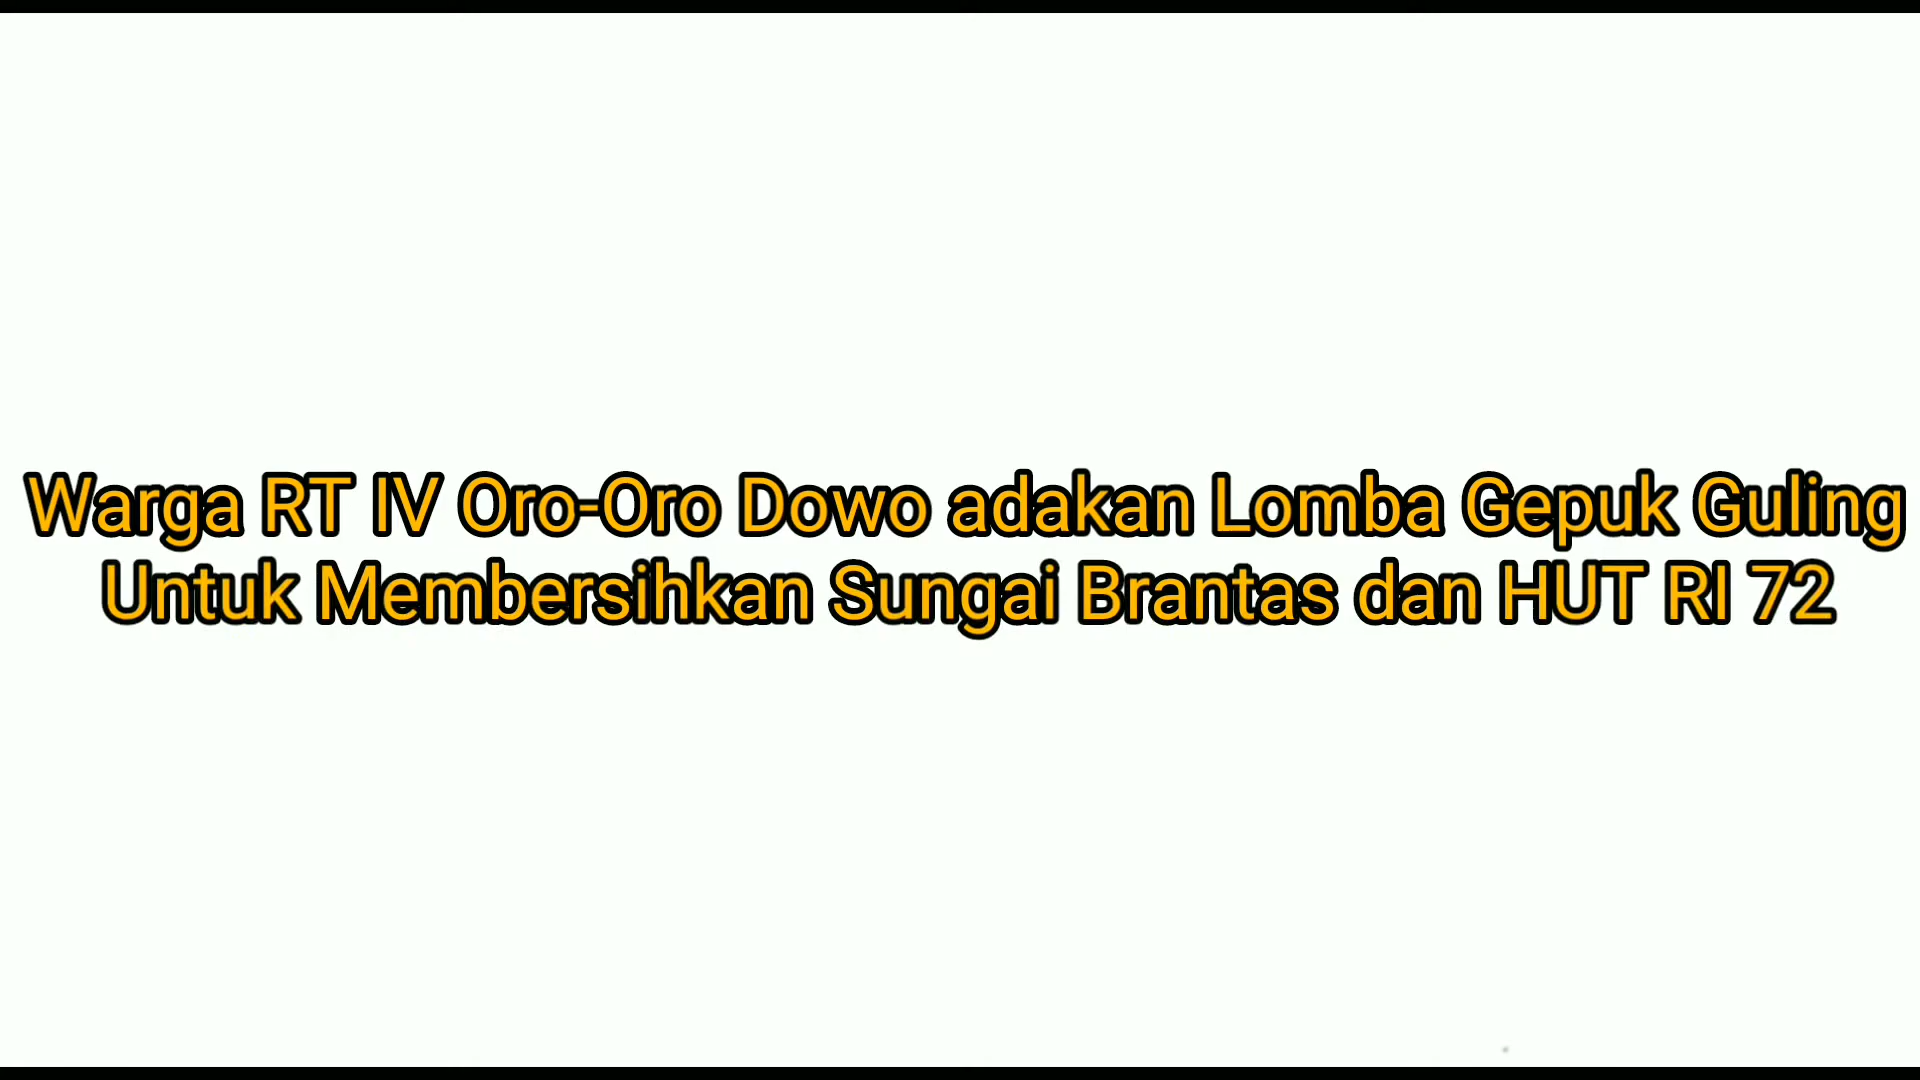 Warga RT IV Oro-Oro Dowo adakan Lomba Gepuk Guling
Untuk Membersihkan Sungai Brantas dan HUT RI 72